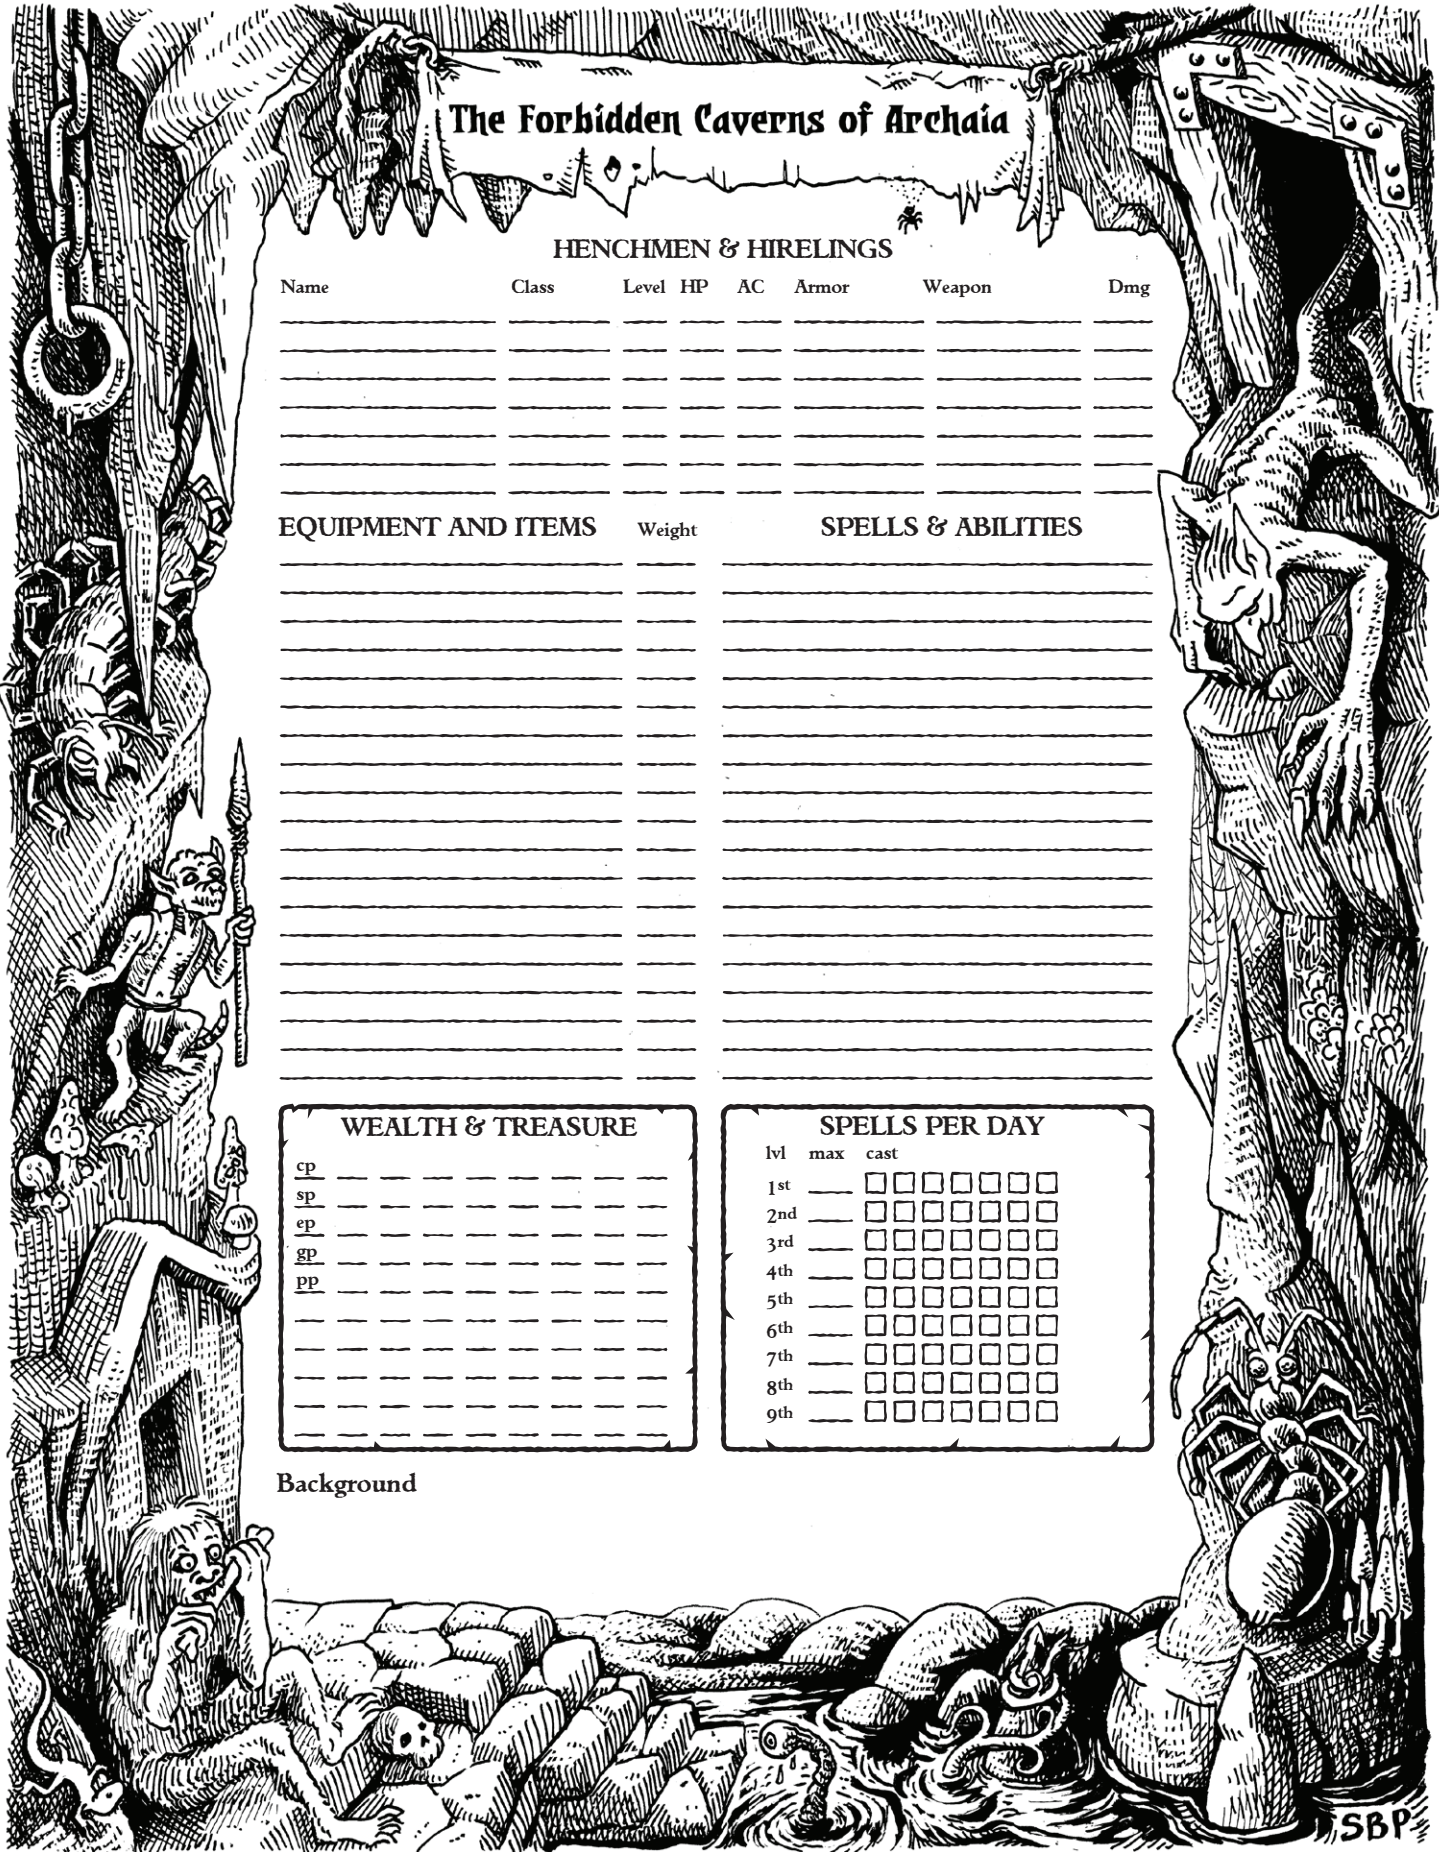 The Forbidden Caverns of Archaia
HENCHMEN & HIRELINGS
Name Class Level HP AC Armor Weapon Dmg
EQUIPMENT AND ITEMS Weight
SPELLS & ABILITIES
WEALTH & TREASURE
cp
sp
ep
gp
pp
SPELLS PER DAY
lvl max cast
1st
2nd
3rd
4th
5th
6th
7th
8th
9th
Background
SBP